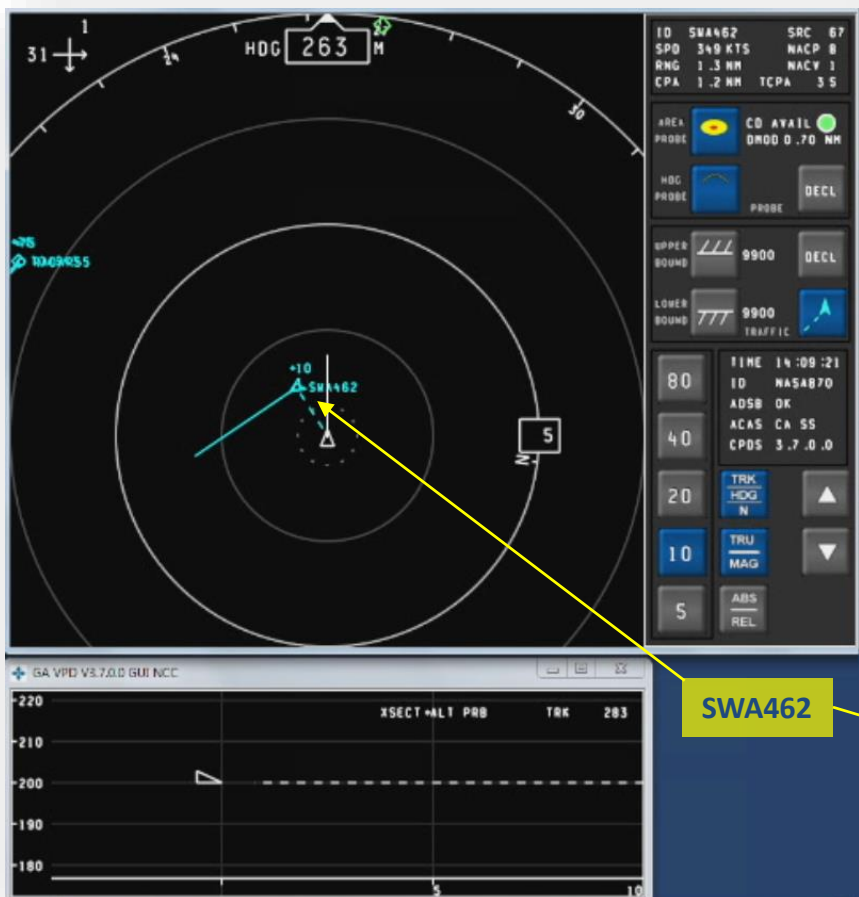 31
1
24
27
HDG 263 M
30
+10
SWA462
5
N
ID SWA462 SRC 67
SPD 349 KTS NACP 8
RNG 1.3 NM NACV 1
CPA 1.2 NM TCPA 3 S
AREA PROBE
CD AVAIL
DMOD 0.70 NM
HDG PROBE
PROBE
DECL
UPPER BOUND
9900
DECL
LOWER BOUND
9900
TRAFFIC
80
40
20
10
5
TIME 14:09:21
ID NASA870
ADSB OK
ACAS CA SS
CPDS 3.7.0.0
TRK
HDG
N
TRU
MAG
ABS
REL
GA VPD V3.7.0.0 GUI NCC
XSECT+ALT PRB TRK 283
220
210
200
190
180
5
10
SWA462